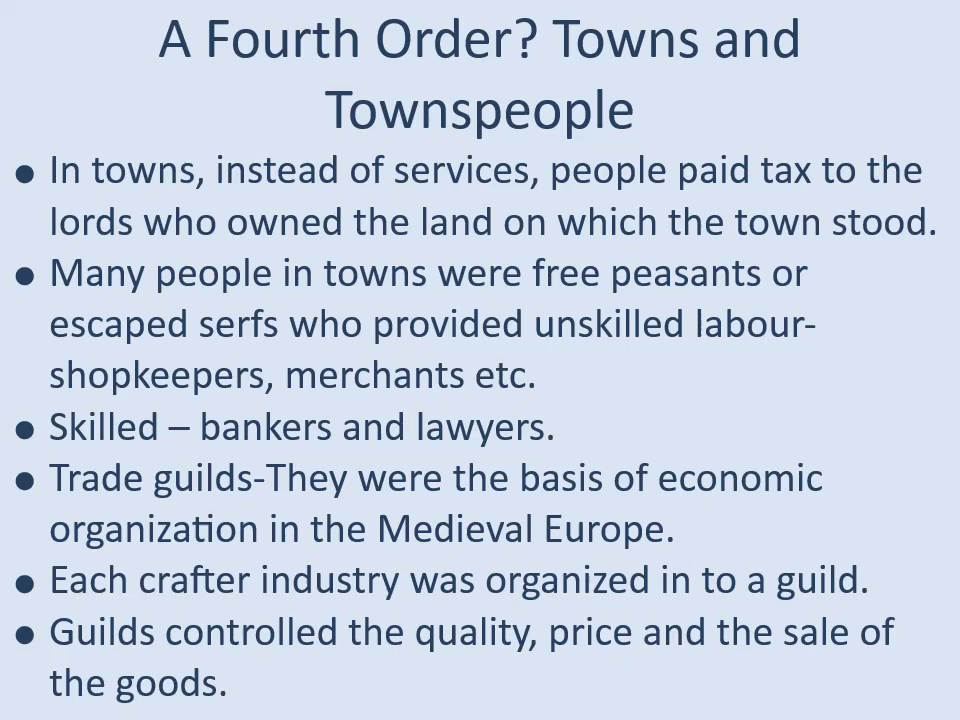 A Fourth Order? Towns and
Townspeople
● In towns, instead of services, people paid tax to the
lords who owned the land on which the town stood.
● Many people in towns were free peasants or
escaped serfs who provided unskilled labour-
shopkeepers, merchants etc.
● Skilled – bankers and lawyers.
● Trade guilds-They were the basis of economic
organization in the Medieval Europe.
● Each crafter industry was organized in to a guild.
● Guilds controlled the quality, price and the sale of
the goods.